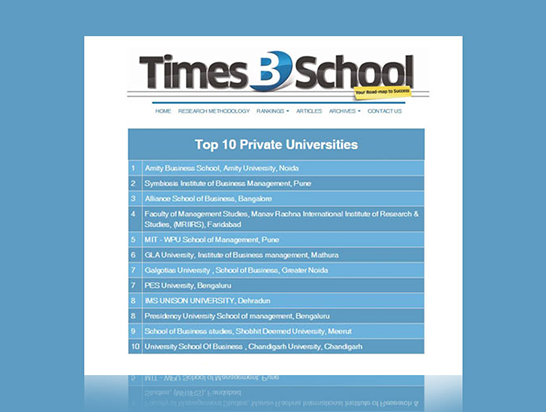 Times B School
Your Road-map to Success
HOME RESEARCH METHODOLOGY RANKINGS ARTICLES ARCHIVES CONTACT US
Top 10 Private Universities
1 Amity Business School, Amity University, Noida
2 Symbiosis Institute of Business Management, Pune
3 Alliance School of Business, Bangalore
4 Faculty of Management Studies, Manav Rachna International Institute of Research &
Studies, (MRIIRS), Faridabad
5 MIT - WPU School of Management, Pune
6 GLA University, Institute of Business management, Mathura
7 Galgotias University , School of Business, Greater Noida
7 PES University, Bengaluru
8 IMS UNISON UNIVERSITY, Dehradun
8 Presidency University School of management, Bengaluru
9 School of Business studies, Shobhit Deemed University, Meerut
10 University School Of Business , Chandigarh University, Chandigarh